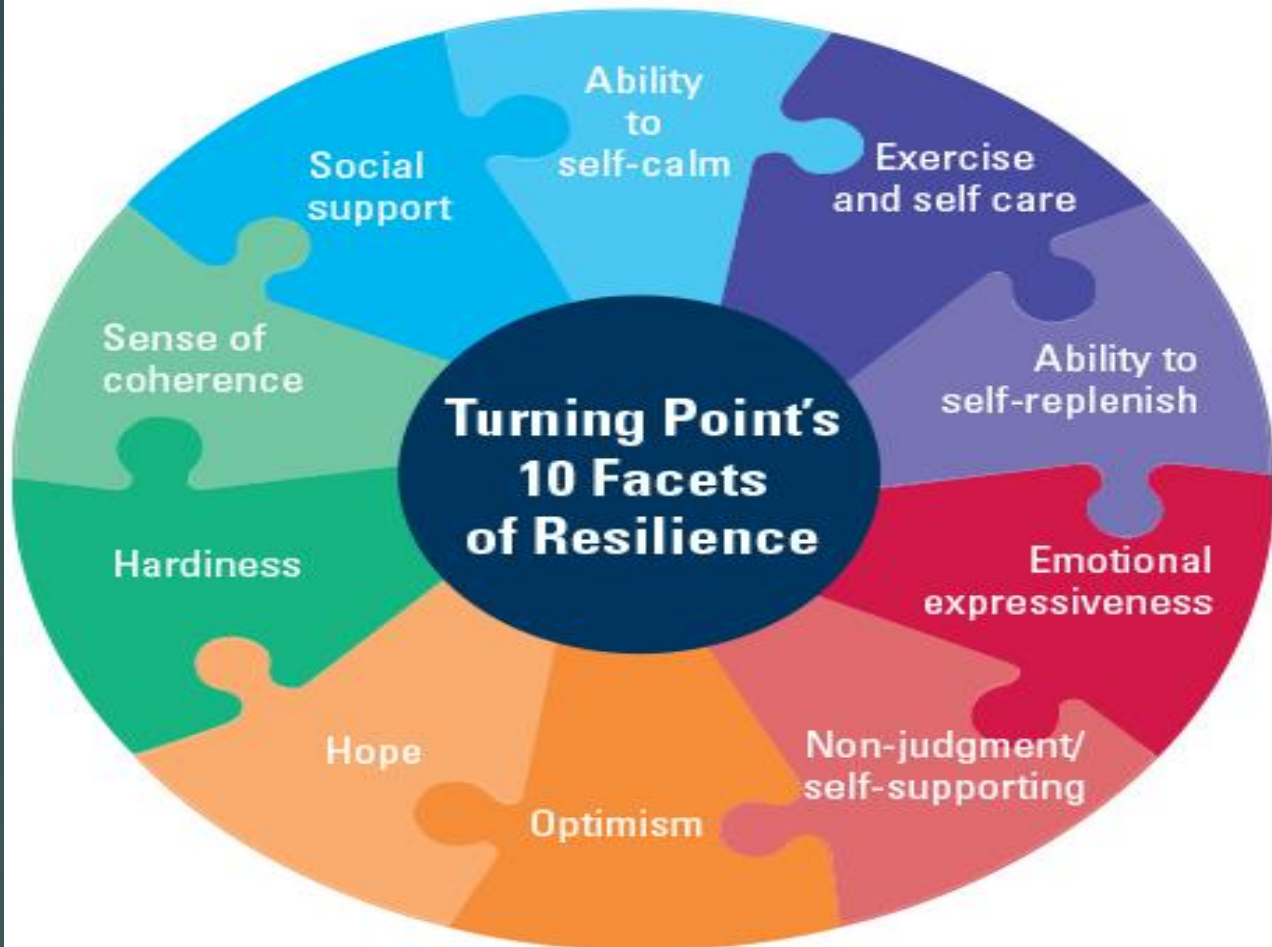 Turning Point's
10 Facets
of Resilience
Ability
to
self-calm
Exercise
and self care
Ability to
self-replenish
Emotional
expressiveness
Non-judgment/
self-supporting
Optimism
Hope
Hardiness
Sense of
coherence
Social
support